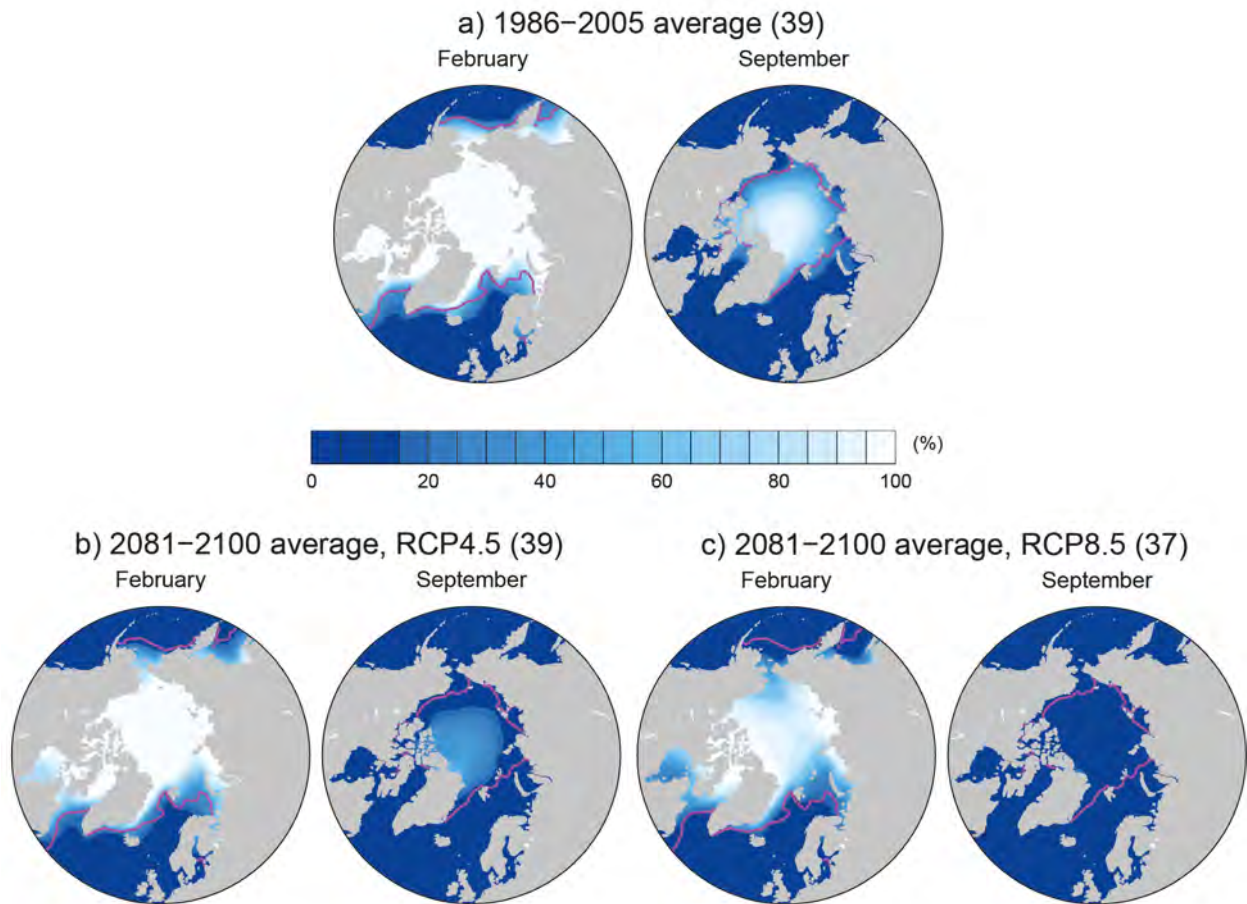 a) 1986−2005 average (39)
February September
0 20 40 60 80 100 (%)
b) 2081−2100 average, RCP4.5 (39)
February September
c) 2081−2100 average, RCP8.5 (37)
February September